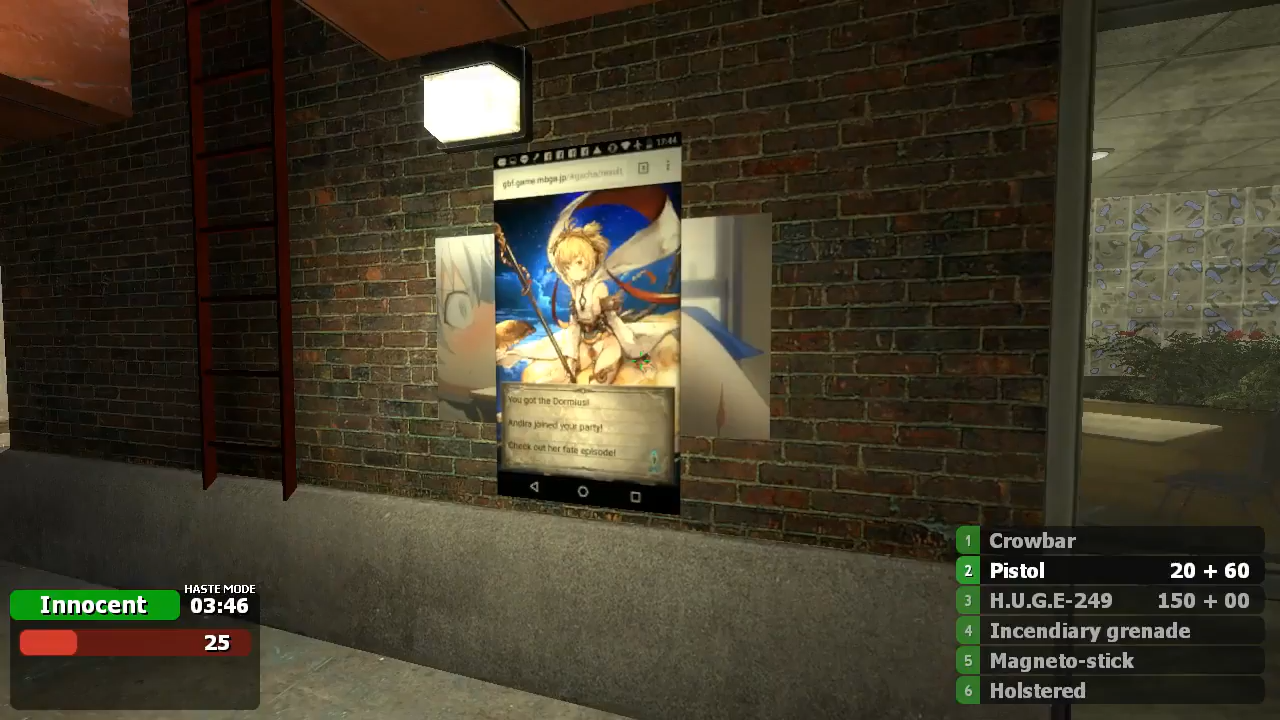 17:44
gbf.game.mbga.jp/#gacha/result
You got the Dormius!
Andira joined your party!
Check out her fate episode!
1 Crowbar
2 Pistol 20 + 60
3 H.U.G.E-249 150 + 00
4 Incendiary grenade
5 Magneto-stick
6 Holstered
Innocent
HASTE MODE
03:46
25